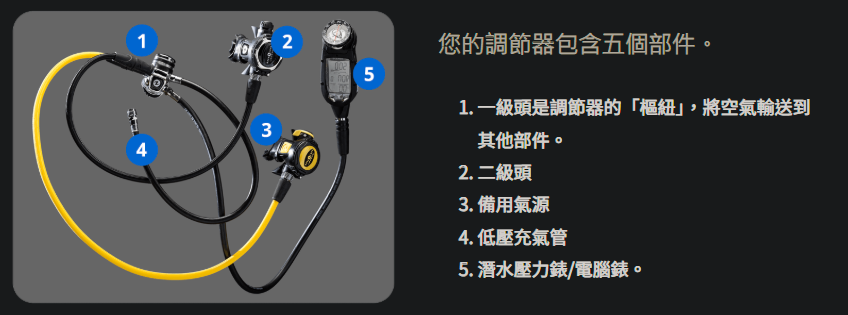 1
2
3
4
5
您的調節器包含五個部件。
1. 一級頭是調節器的「樞紐」，將空氣輸送到
其他部件。
2. 二級頭
3. 備用氣源
4. 低壓充氣管
5. 潛水壓力錶/電腦錶。